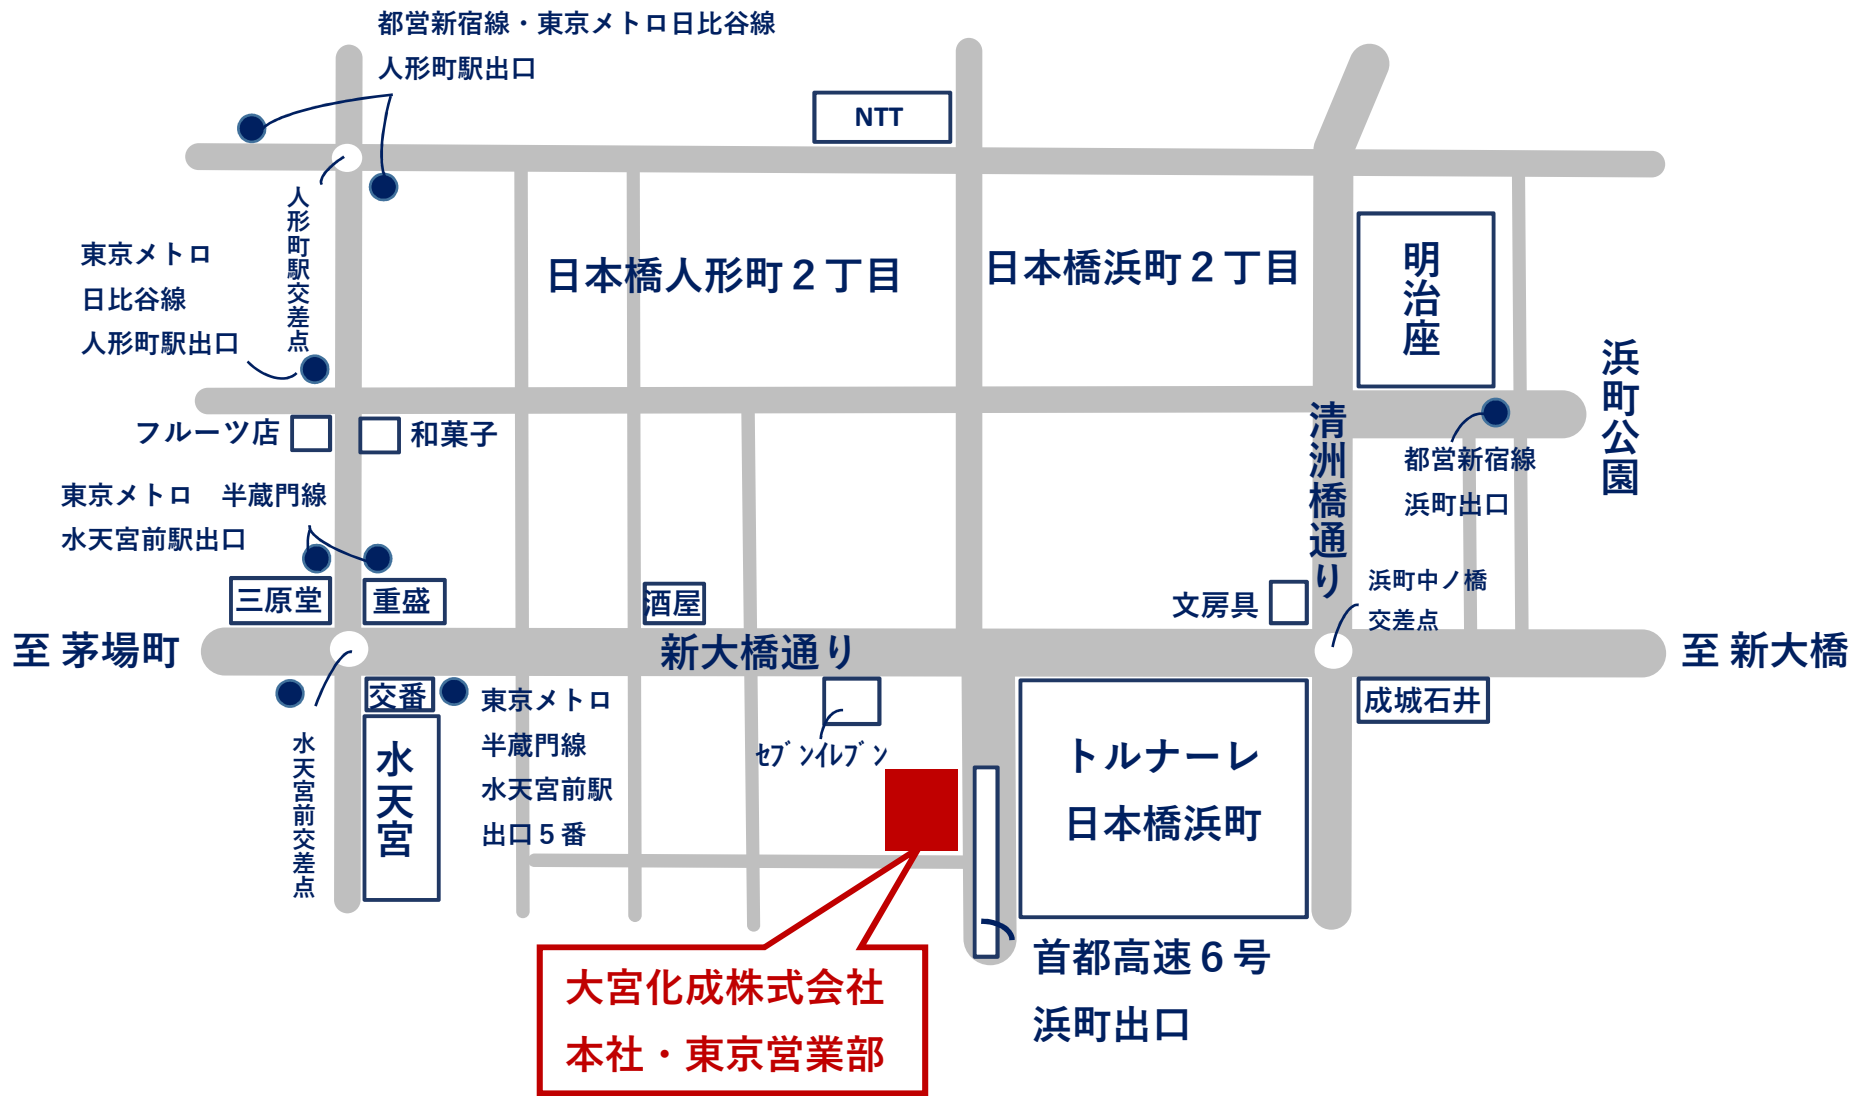 都営新宿線・東京メトロ日比谷線
人形町駅出口
NTT
人形町駅交差点
東京メトロ
日比谷線
人形町駅出口
日本橋人形町２丁目
日本橋浜町２丁目
明治座
浜町公園
フルーツ店
和菓子
清洲橋通り
都営新宿線
浜町出口
東京メトロ　半蔵門線
水天宮前駅出口
三原堂
重盛
酒屋
文房具
浜町中ノ橋
交差点
至 茅場町
新大橋通り
至 新大橋
交番
水天宮前交差点
水天宮
東京メトロ
半蔵門線
水天宮前駅
出口５番
ｾﾌﾞﾝｲﾚﾌﾞﾝ
トルナーレ
日本橋浜町
成城石井
首都高速６号
浜町出口
大宮化成株式会社
本社・東京営業部